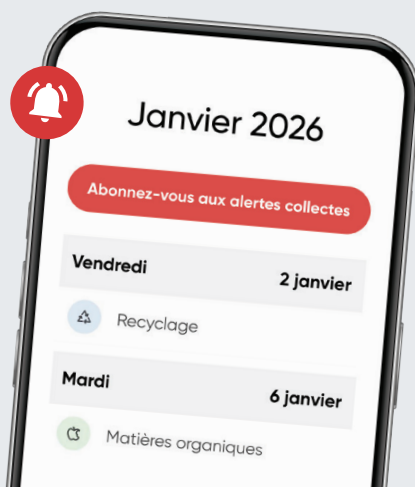 Janvier 2026
Abonnez-vous aux alertes collectes
Vendredi 2 janvier
Recyclage
Mardi 6 janvier
Matières organiques